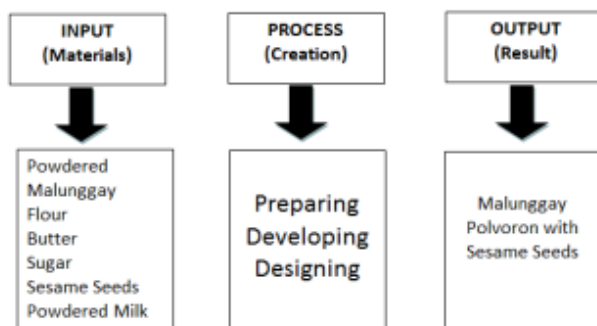 INPUT
(Materials)
PROCESS
(Creation)
OUTPUT
(Result)
Powdered
Malunggay
Flour
Butter
Sugar
Sesame Seeds
Powdered Milk
Preparing
Developing
Designing
Malunggay
Polvoron with
Sesame Seeds